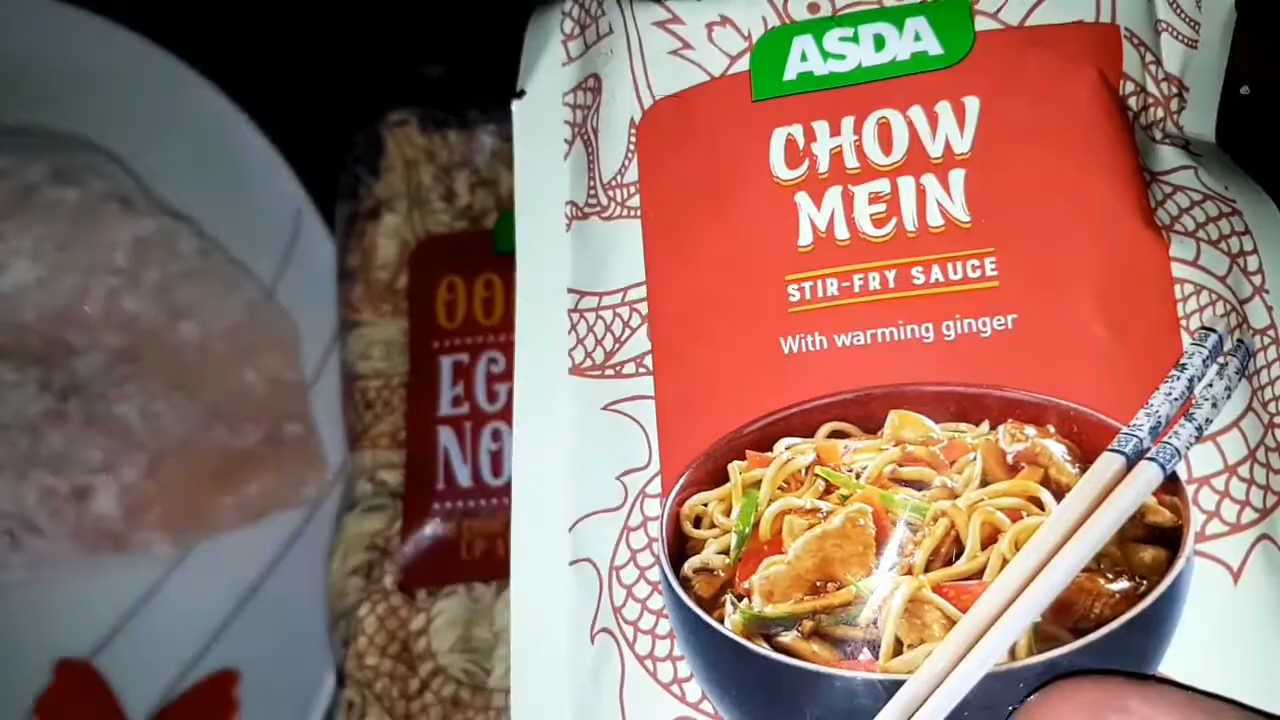 ASDA
CHOW
MEIN
STIR-FRY SAUCE
With warming ginger
EG
NO